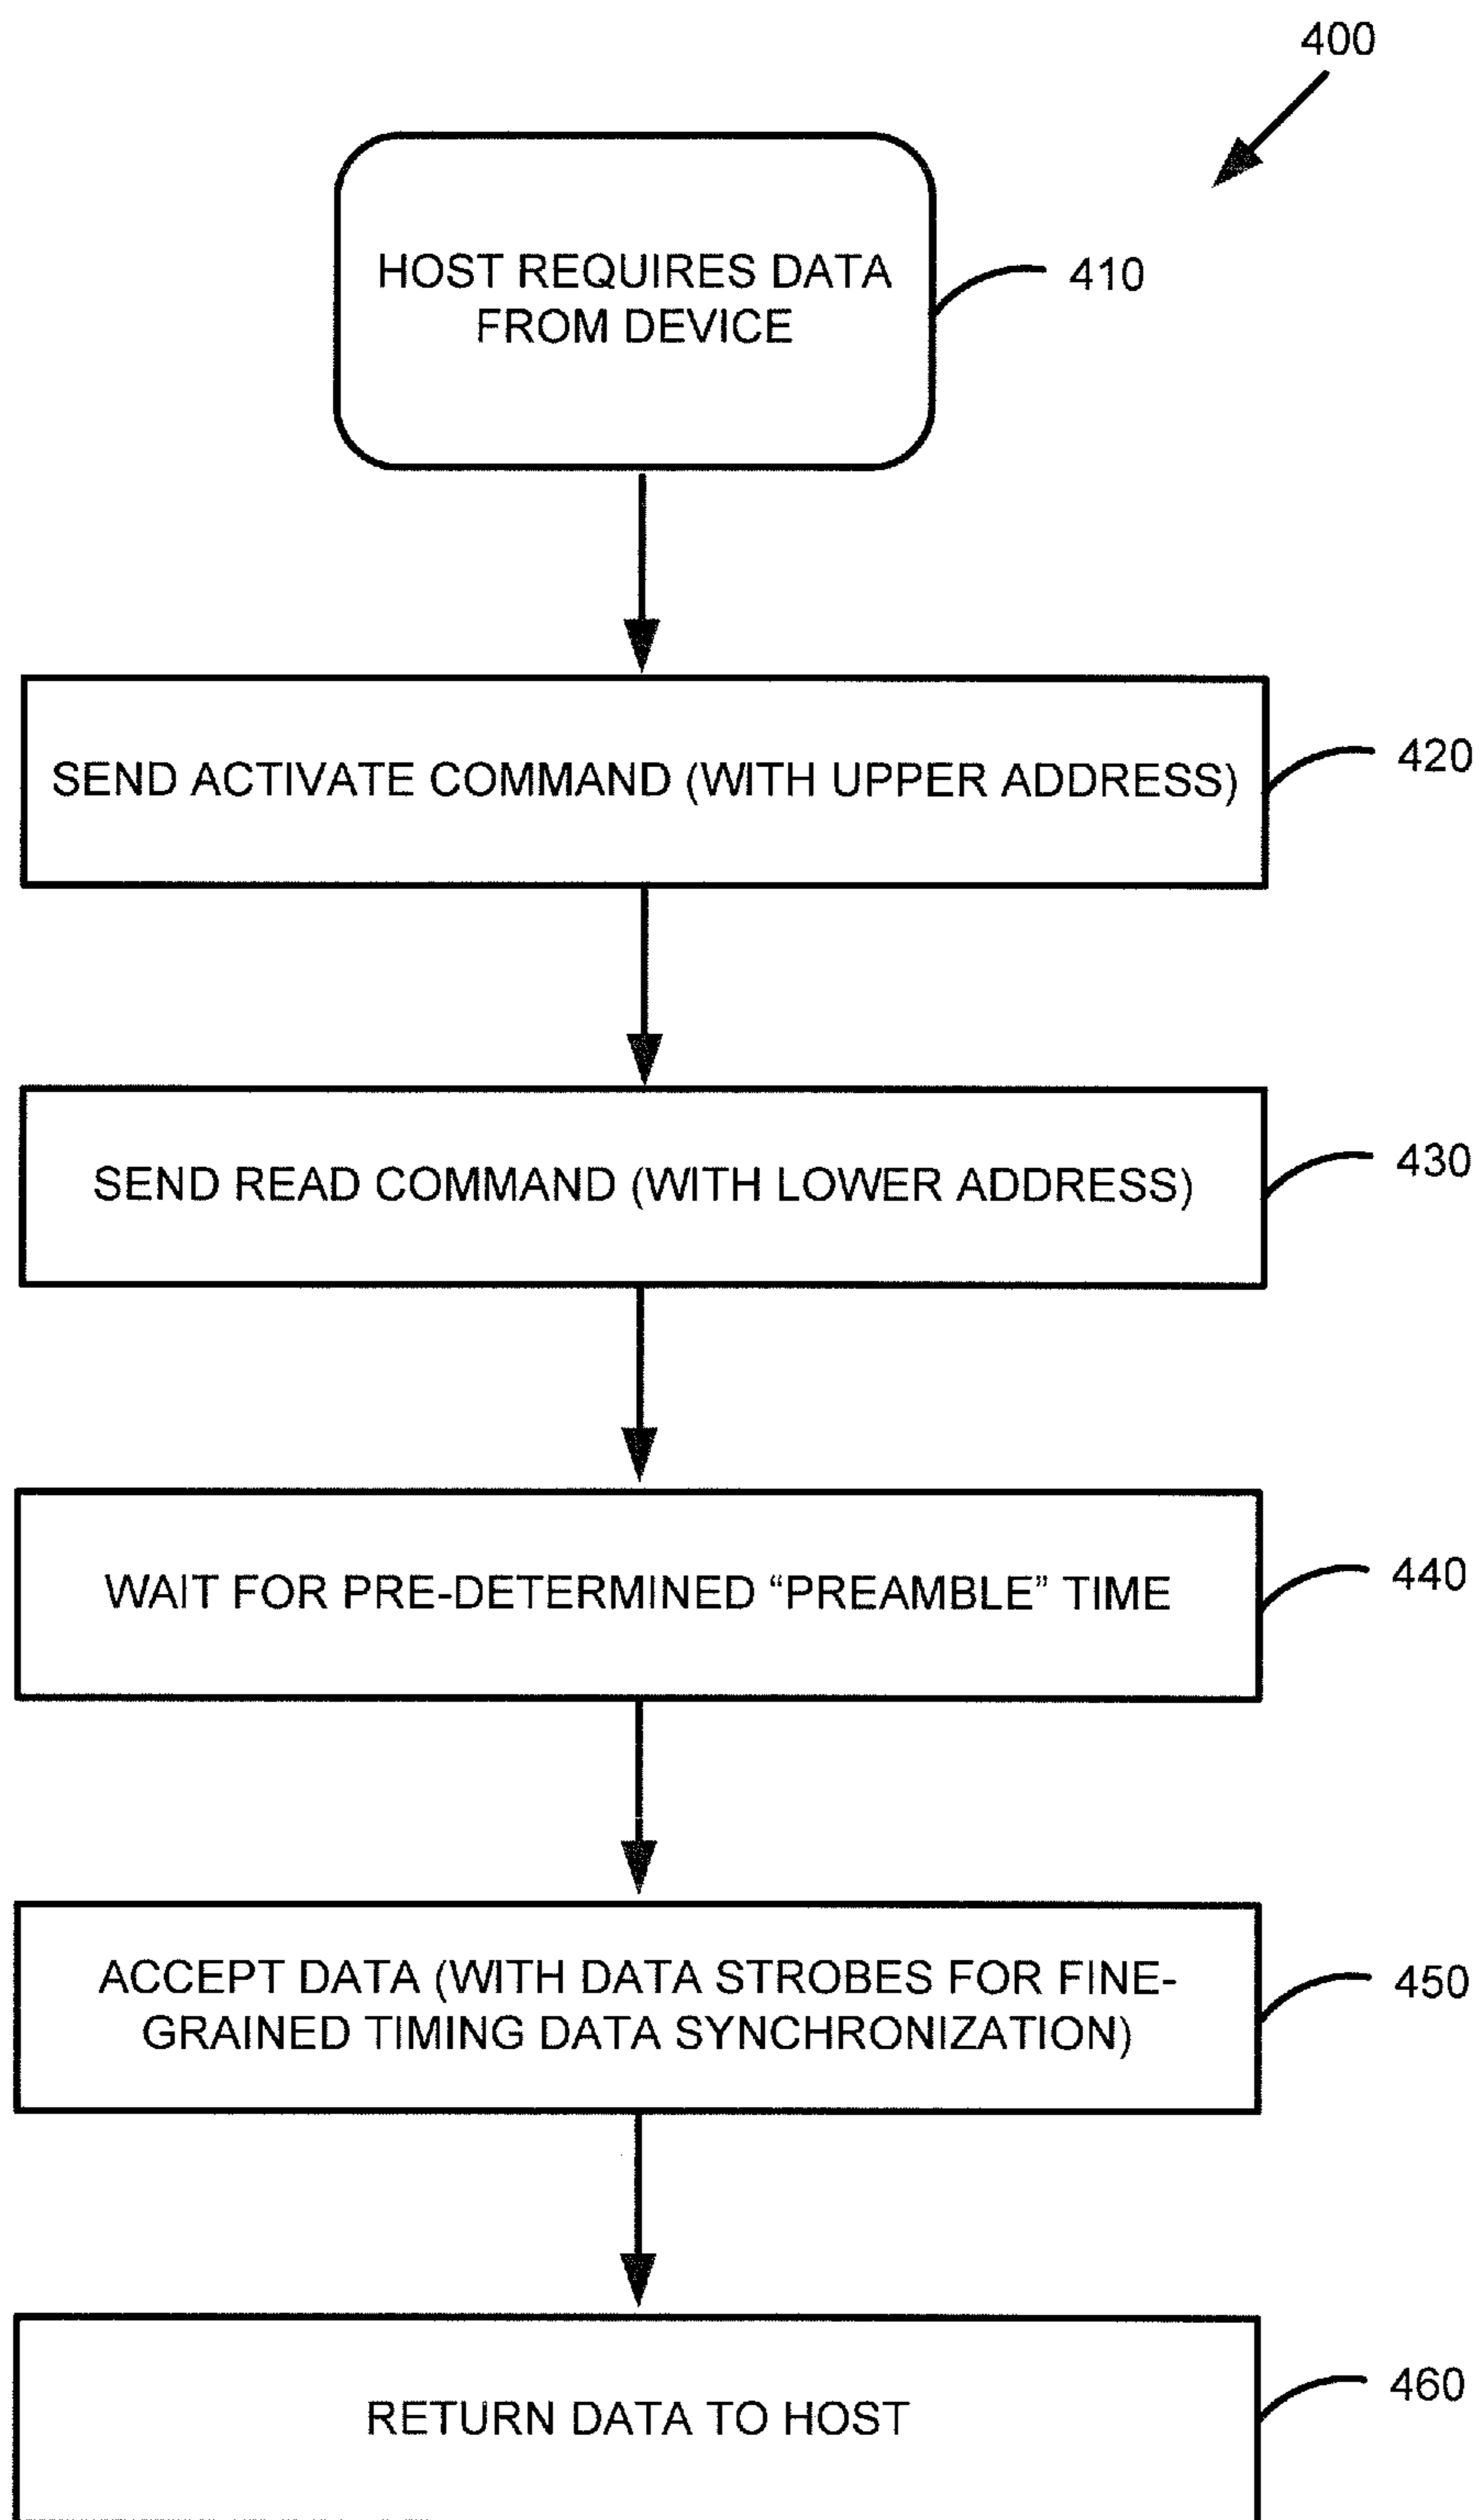 400
HOST REQUIRES DATA
FROM DEVICE
410
SEND ACTIVATE COMMAND (WITH UPPER ADDRESS)
420
SEND READ COMMAND (WITH LOWER ADDRESS)
430
WAIT FOR PRE-DETERMINED “PREAMBLE” TIME
440
ACCEPT DATA (WITH DATA STROBES FOR FINE-
GRAINED TIMING DATA SYNCHRONIZATION)
450
RETURN DATA TO HOST
460